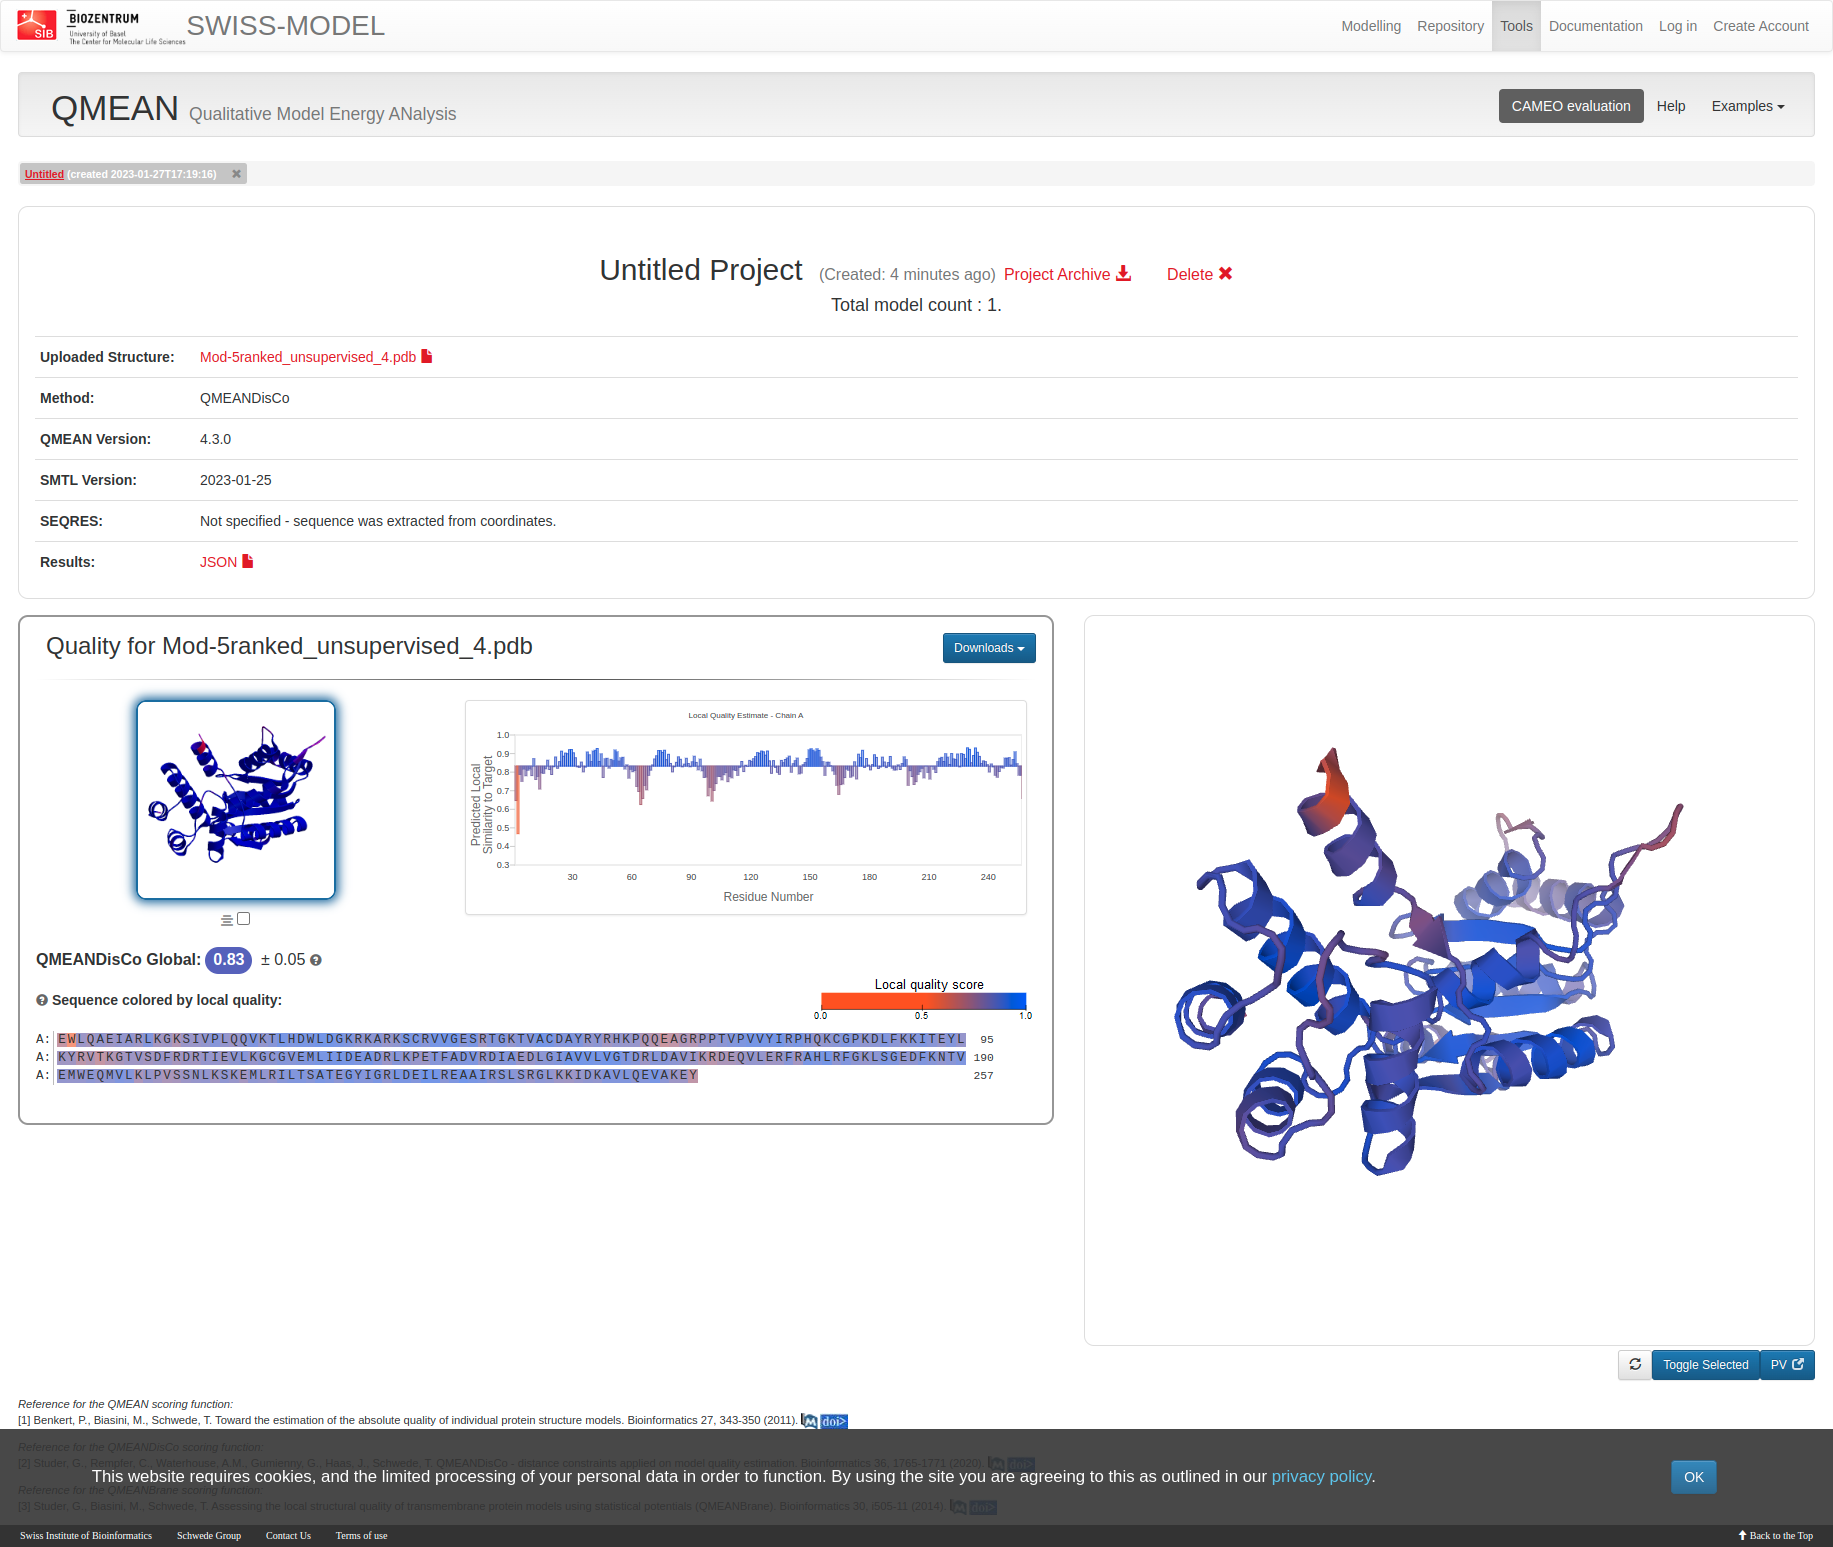 SIB
BIOZENTRUM
University of Basel
The Center for Molecular Life Sciences
SWISS-MODEL
Modelling Repository Tools Documentation Log in Create Account
QMEAN Qualitative Model Energy ANalysis
CAMEO evaluation Help Examples
Untitled (created 2023-01-27T17:19:16)
Untitled Project (Created: 4 minutes ago) Project Archive Delete
Total model count : 1.
Uploaded Structure: Mod-5ranked_unsupervised_4.pdb
Method: QMEANDisCo
QMEAN Version: 4.3.0
SMTL Version: 2023-01-25
SEQRES: Not specified - sequence was extracted from coordinates.
Results: JSON
Quality for Mod-5ranked_unsupervised_4.pdb
Downloads
Local Quality Estimate - Chain A
Predicted Local
Similarity to Target
1.0
0.9
0.8
0.7
0.6
0.5
0.4
0.3
30 60 90 120 150 180 210 240
Residue Number
QMEANDisCo Global: 0.83 ± 0.05
Sequence colored by local quality:
Local quality score
0.0 0.5 1.0
A: EWLQAEIARLKGKSIVPLQQVKTLHDWLDGKRKARKSCRVVGESRTGKTVACDAYRYRHKPQQEAGRPPTVPVVYIRPHQKCGPKDLFKKITEYL 95
A: KYRVTKGTVSDFRDRTIEVLKGCGVEMLIIDEADRLKPETFADVRDIAEDLGIAVVLVGTDRLDAVIKRDEQVLERFRAHLRFGKLSGEDFKNTV 190
A: EMWEQMVLKLPVSSNLKSKEMLRILTSATEGYIGRLDEILREAAIRSLSRGLKKIDKAVLQEVAKEY 257
Toggle Selected PV
Reference for the QMEAN scoring function:
[1] Benkert, P., Biasini, M., Schwede, T. Toward the estimation of the absolute quality of individual protein structure models. Bioinformatics 27, 343-350 (2011). M doi>
Reference for the QMEANDisCo scoring function:
[2] Studer, G., Rempfer, C., Waterhouse, A.M., Gumienny, G., Haas, J., Schwede, T. QMEANDisCo - distance constraints applied on model quality estimation. Bioinformatics 36, 1765-1771 (2020). M doi>
This website requires cookies, and the limited processing of your personal data in order to function. By using the site you are agreeing to this as outlined in our privacy policy.
OK
Reference for the QMEANBrane scoring function:
[3] Studer, G., Biasini, M., Schwede, T. Assessing the local structural quality of transmembrane protein models using statistical potentials (QMEANBrane). Bioinformatics 30, i505-11 (2014). M doi>
Swiss Institute of Bioinformatics Schwede Group Contact Us Terms of use
Back to the Top